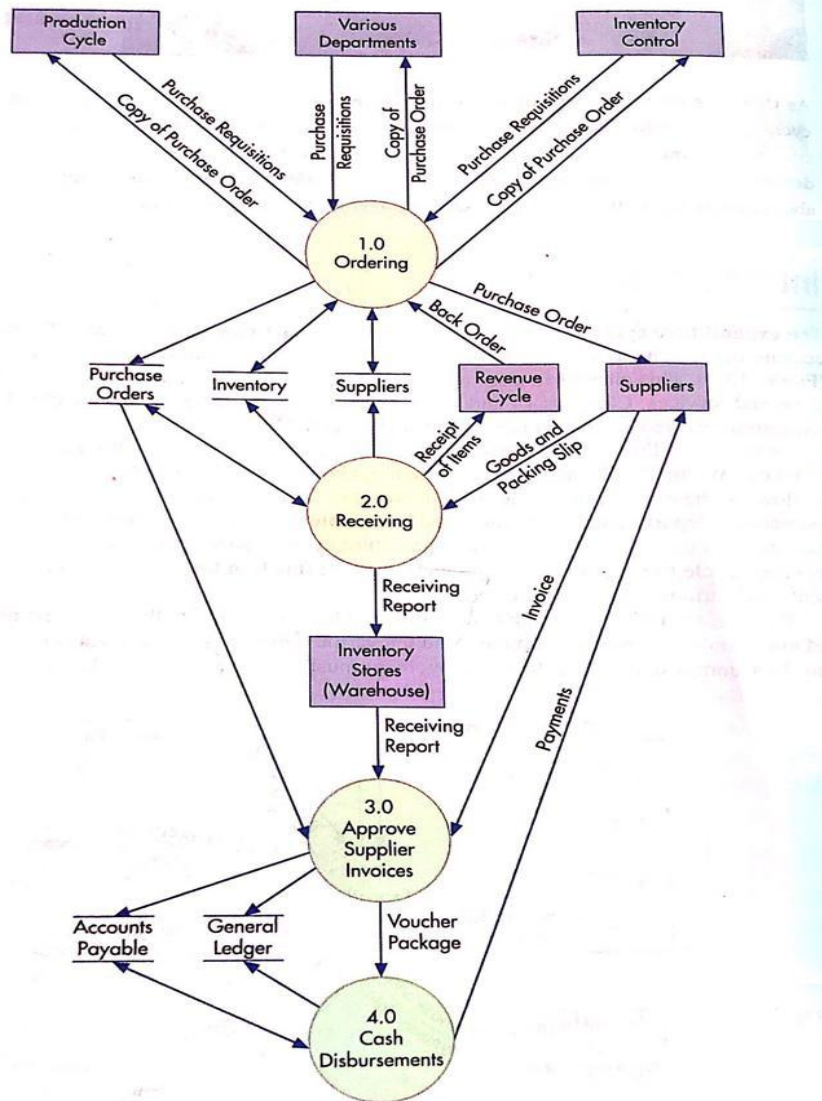 Production
Cycle
Various
Departments
Inventory
Control
Purchase Requisitions
Copy of Purchase Order
Purchase
Requisitions
Copy of
Purchase Order
Purchase Requisitions
Copy of Purchase Order
1.0
Ordering
Purchase Order
Back Order
Purchase
Orders
Inventory
Suppliers
Revenue
Cycle
Suppliers
Receipt
of Items
Goods and
Packing Slip
2.0
Receiving
Receiving
Report
Invoice
Inventory
Stores
(Warehouse)
Payments
Receiving
Report
3.0
Approve
Supplier
Invoices
Accounts
Payable
General
Ledger
Voucher
Package
4.0
Cash
Disbursements